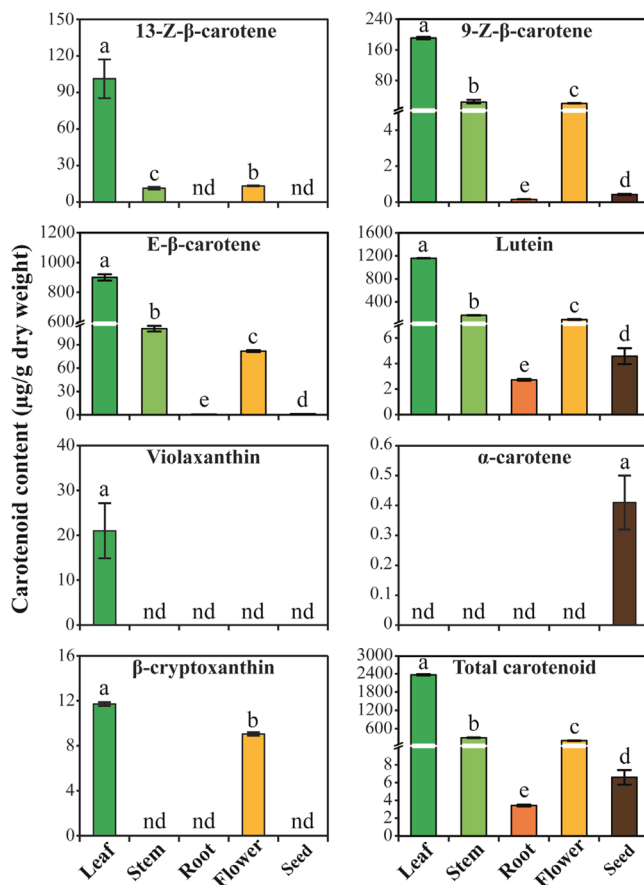 Carotenoid content (µg/g dry weight)
13-Z-β-carotene
150
120
90
60
30
0
a
c
nd
b
nd
9-Z-β-carotene
240
160
80
4
2
0
a
b
e
c
d
E-β-carotene
1200
1000
800
600
90
60
30
0
a
b
e
c
d
Lutein
1600
1200
800
400
6
4
2
0
a
b
e
c
d
Violaxanthin
40
30
20
10
0
a
nd
nd
nd
nd
α-carotene
0.6
0.5
0.4
0.3
0.2
0.1
0
nd
nd
nd
nd
a
β-cryptoxanthin
16
12
8
4
0
a
nd
nd
b
nd
Leaf
Stem
Root
Flower
Seed
Total carotenoid
3000
2400
1800
1200
600
8
6
4
2
0
a
b
e
c
d
Leaf
Stem
Root
Flower
Seed